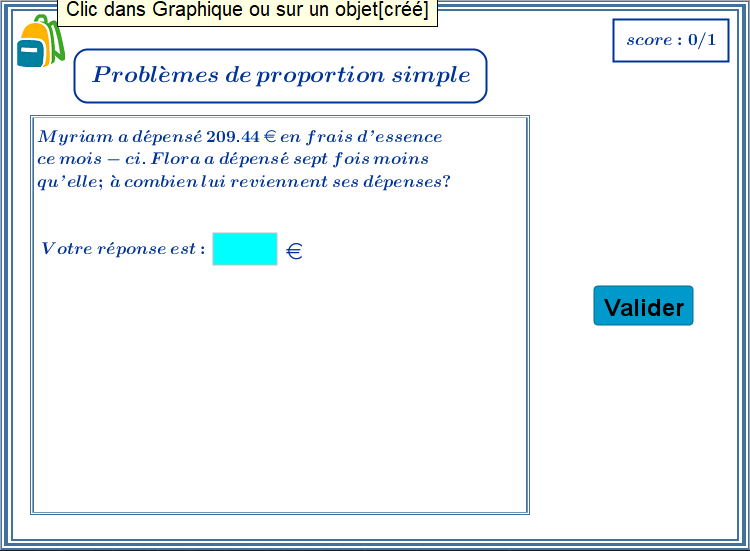 Clic dans Graphique ou sur un objet[créé]
score : 0/1
Problèmes de proportion simple
Myriam a dépensé 209.44 € en frais d'essence
ce mois – ci. Flora a dépensé sept fois moins
qu'elle; à combien lui reviennent ses dépenses?
Votre réponse est : €
Valider